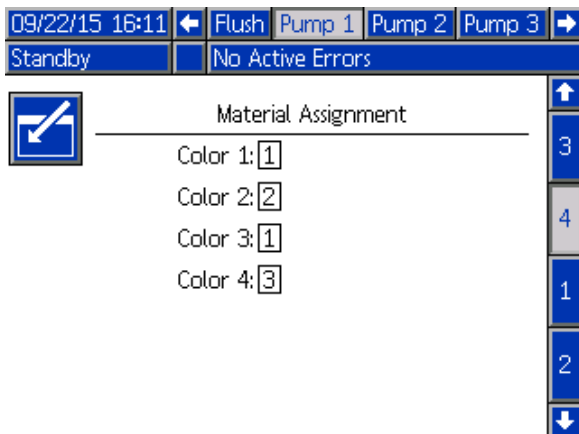 09/22/15 16:11 Flush Pump 1 Pump 2 Pump 3
Standby No Active Errors
Material Assignment
Color 1: 1
Color 2: 2
Color 3: 1
Color 4: 3
3
4
1
2